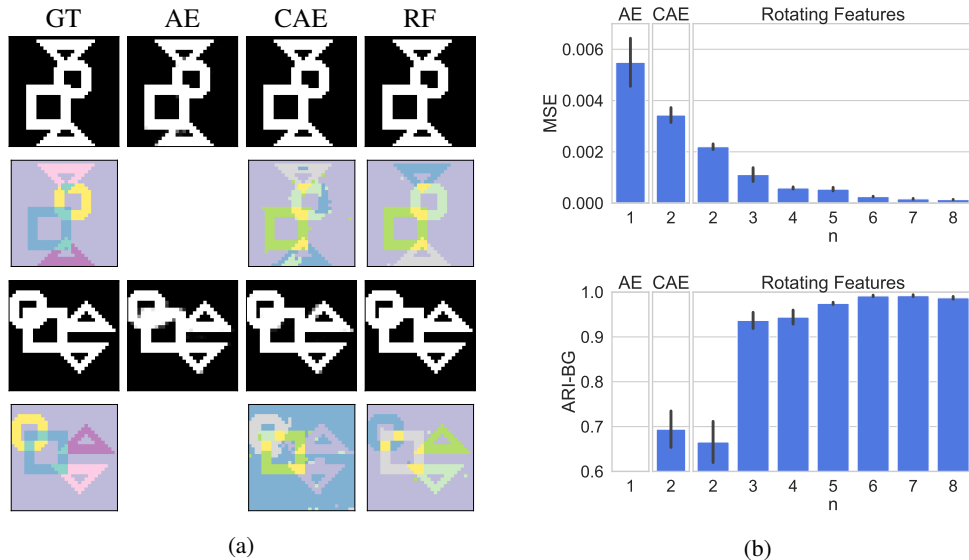 GT AE CAE RF
(a)
AE CAE Rotating Features
0.006
0.004
0.002
0.000
MSE
1 2 2 3 4 5 6 7 8
n
AE CAE Rotating Features
1.0
0.9
0.8
0.7
0.6
ARI-BG
1 2 2 3 4 5 6 7 8
n
(b)